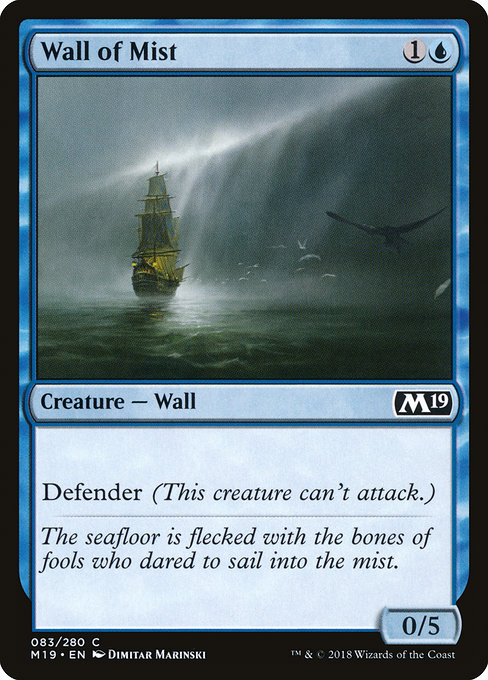 Wall of Mist 1
Creature — Wall
M19
Defender (This creature can't attack.)
The seafloor is flecked with the bones of
fools who dared to sail into the mist.
0/5
083/280 C
M19 • EN Dimitar Marinski
™ & © 2018 Wizards of the Coast